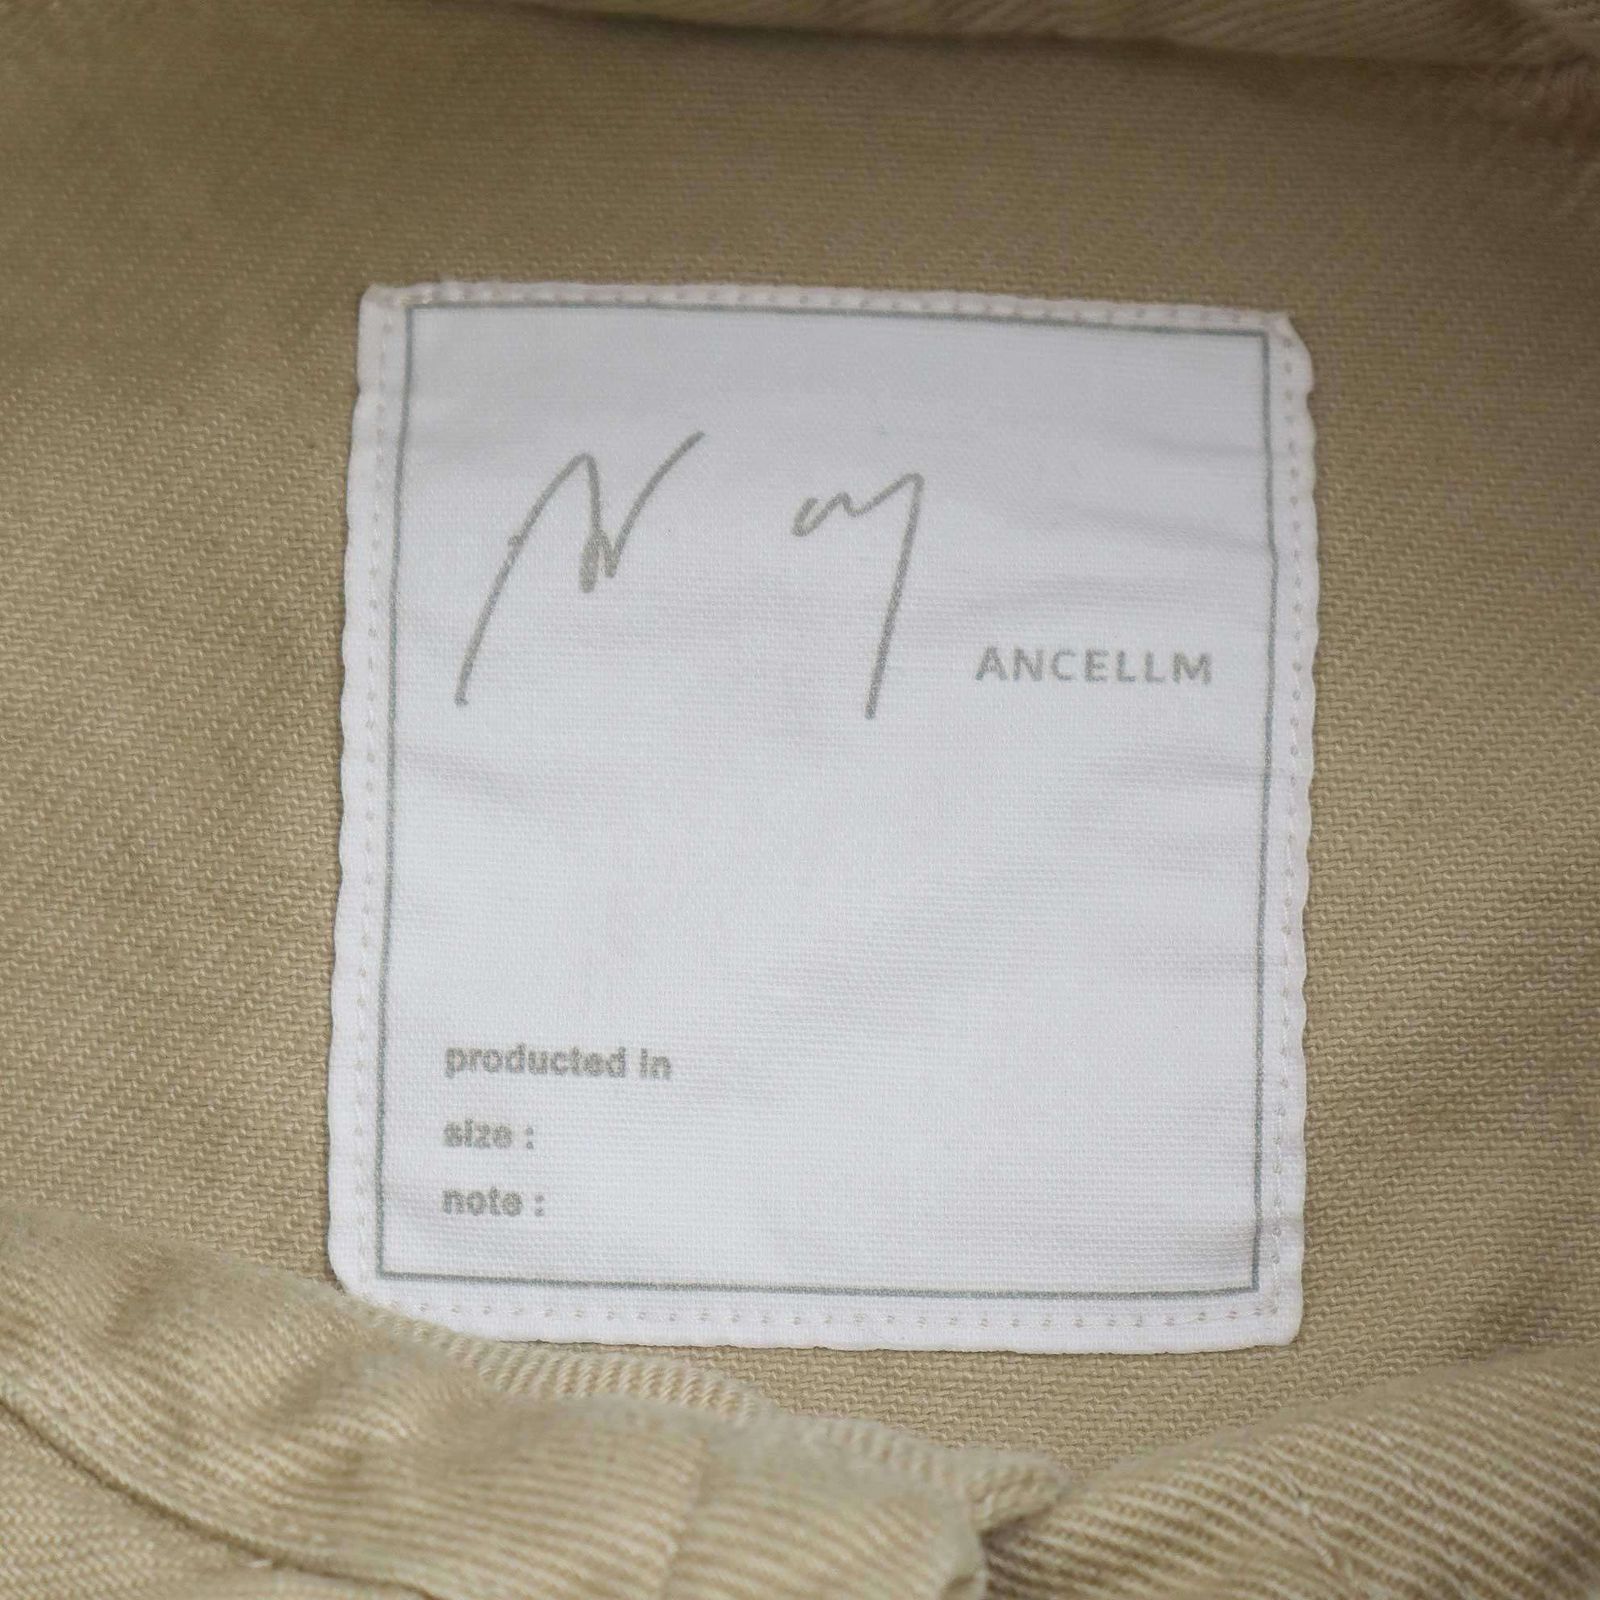 ANCELLM
producted in
size :
note :